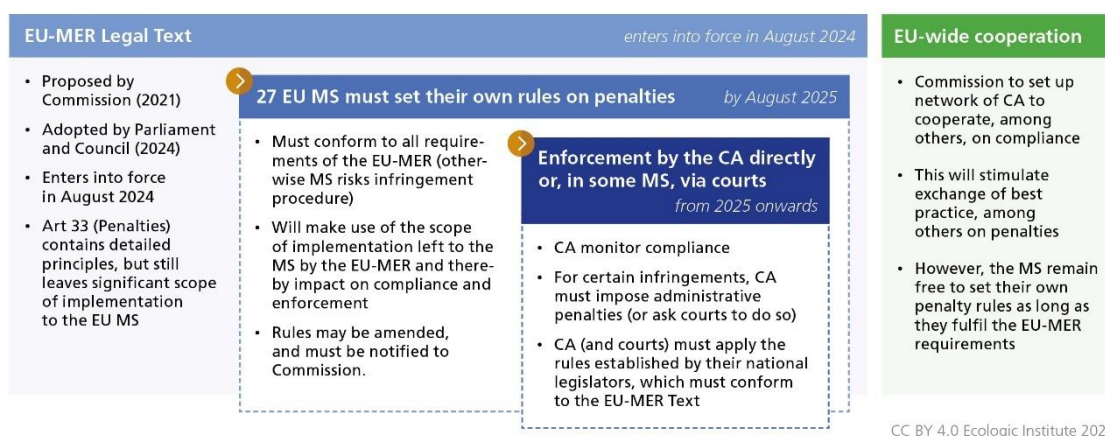 EU-MER Legal Text
enters into force in August 2024
• Proposed by
Commission (2021)
• Adopted by Parliament
and Council (2024)
• Enters into force
in August 2024
• Art 33 (Penalties)
contains detailed
principles, but still
leaves significant scope
of implementation
to the EU MS
27 EU MS must set their own rules on penalties
by August 2025
• Must conform to all require-
ments of the EU-MER (other-
wise MS risks infringement
procedure)
• Will make use of the scope
of implementation left to the
MS by the EU-MER and there-
by impact on compliance and
enforcement
• Rules may be amended,
and must be notified to
Commission.
Enforcement by the CA directly
or, in some MS, via courts
from 2025 onwards
• CA monitor compliance
• For certain infringements, CA
must impose administrative
penalties (or ask courts to do so)
• CA (and courts) must apply the
rules established by their national
legislators, which must conform
to the EU-MER Text
EU-wide cooperation
• Commission to set up
network of CA to
cooperate, among
others, on compliance
• This will stimulate
exchange of best
practice, among
others on penalties
• However, the MS remain
free to set their own
penalty rules as long as
they fulfil the EU-MER
requirements
CC BY 4.0 Ecologic Institute